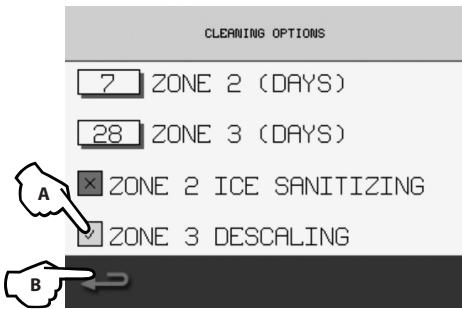 CLEANING OPTIONS
7 ZONE 2 (DAYS)
28 ZONE 3 (DAYS)
A
ZONE 2 ICE SANITIZING
ZONE 3 DESCALING
B